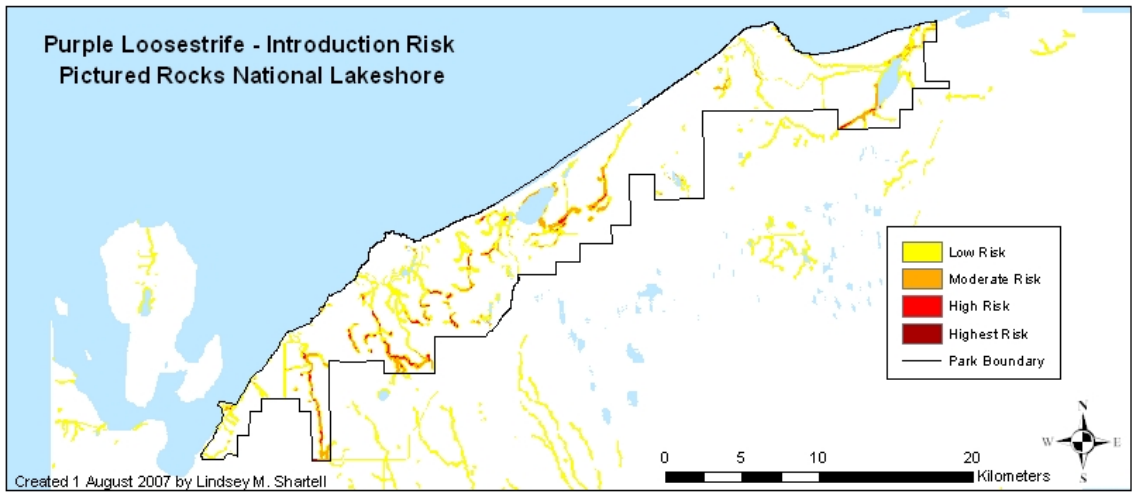 Purple Loosestrife - Introduction Risk
Pictured Rocks National Lakeshore
Low Risk
Moderate Risk
High Risk
Highest Risk
Park Boundary
N
W E
S
0 5 10 20
Kilometers
Created 1 August 2007 by Lindsey M. Shartell